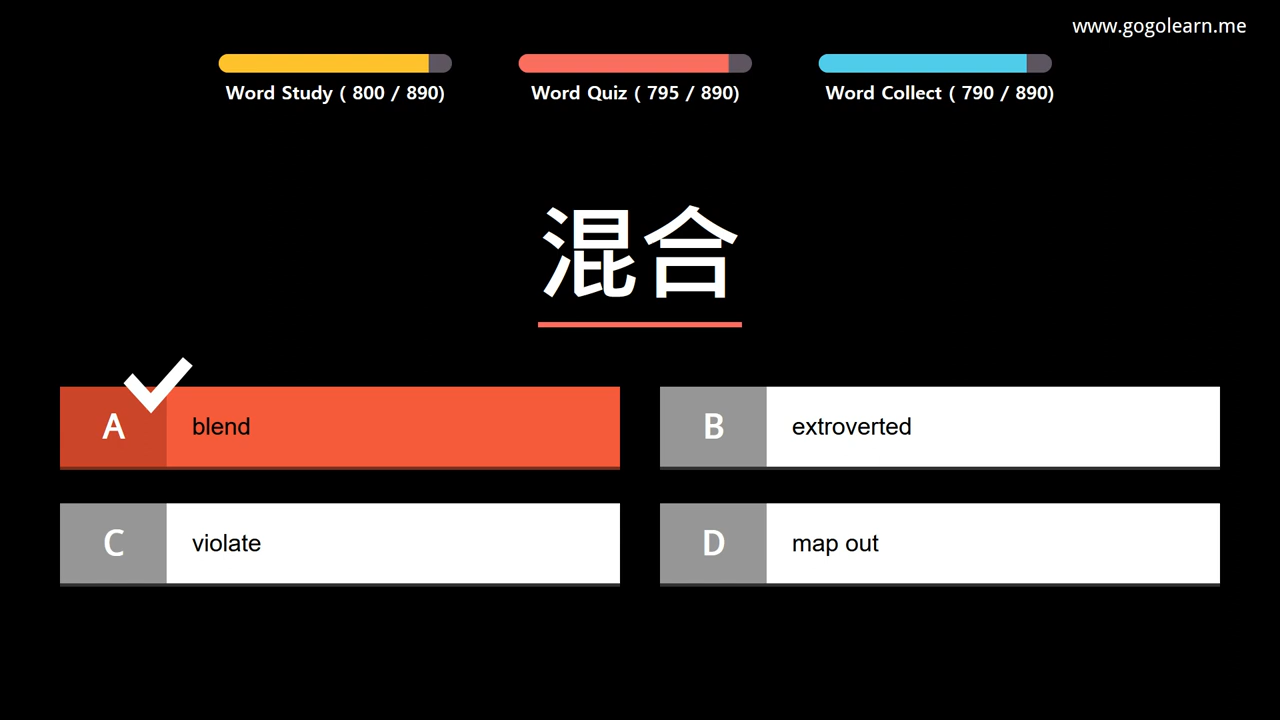 www.gogolearn.me
Word Study ( 800 / 890)
Word Quiz ( 795 / 890)
Word Collect ( 790 / 890)
混合
A blend
B extroverted
C violate
D map out